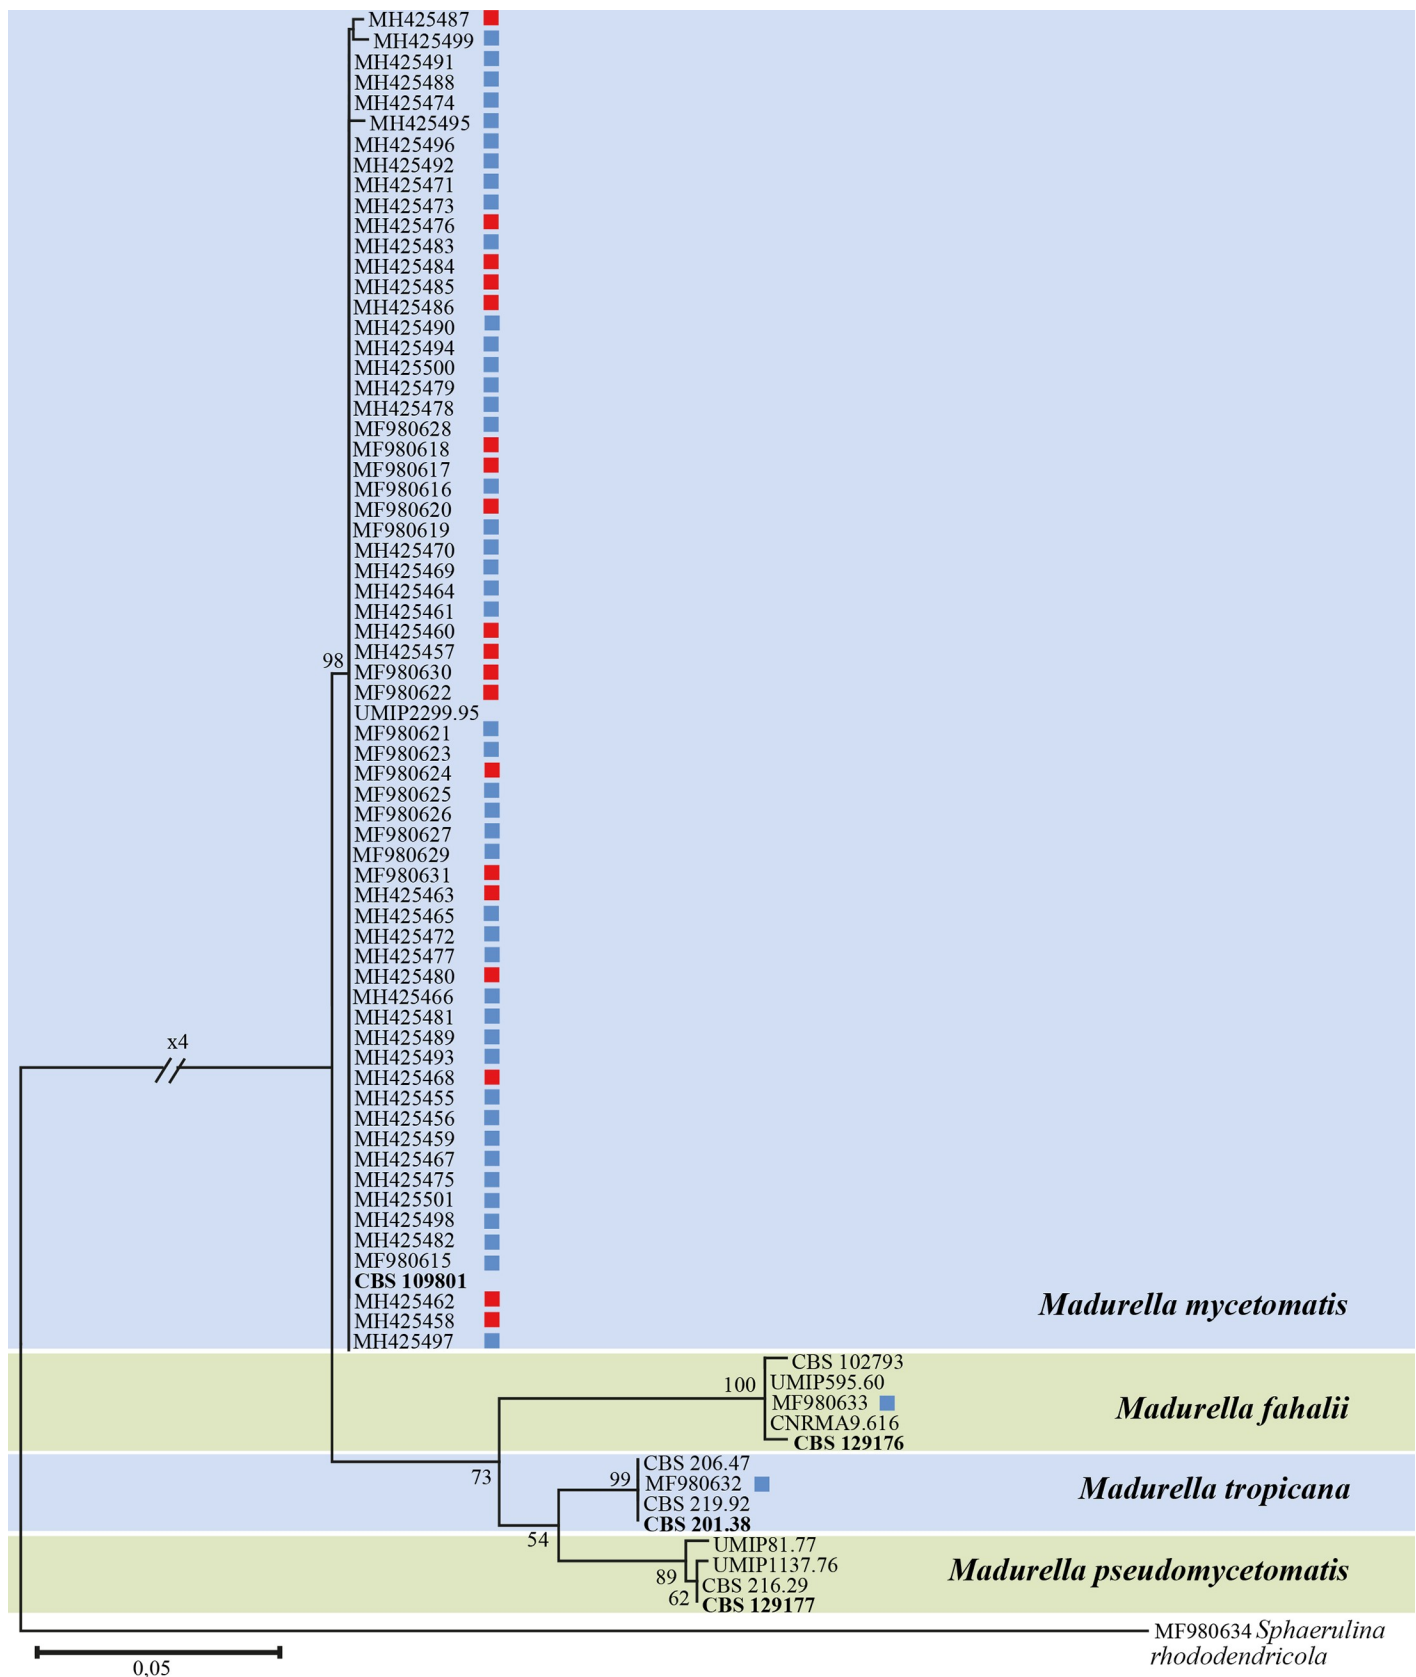 MH425487
MH425499
MH425491
MH425488
MH425474
MH425495
MH425496
MH425492
MH425471
MH425473
MH425476
MH425483
MH425484
MH425485
MH425486
MH425490
MH425494
MH425500
MH425479
MH425478
MF980628
MF980618
MF980617
MF980616
MF980620
MF980619
MH425470
MH425469
MH425464
MH425461
MH425460
MH425457
98
MF980630
MF980622
UMIP2299.95
MF980621
MF980623
MF980624
MF980625
MF980626
MF980627
MF980629
MF980631
MH425463
MH425465
MH425472
MH425477
MH425480
MH425466
MH425481
MH425489
x4
MH425493
MH425468
MH425455
MH425456
MH425459
MH425467
MH425475
MH425501
MH425498
MH425482
MF980615
CBS 109801
MH425462
Madurella mycetomatis
MH425458
MH425497
CBS 102793
100
UMIP595.60
MF980633
Madurella fahalii
CNRMA9.616
CBS 129176
CBS 206.47
73
99
MF980632
Madurella tropicana
CBS 219.92
CBS 201.38
54
UMIP81.77
UMIP1137.76
Madurella pseudomycetomatis
89
CBS 216.29
62
CBS 129177
MF980634 Sphaerulina
rhododendricola
0,05